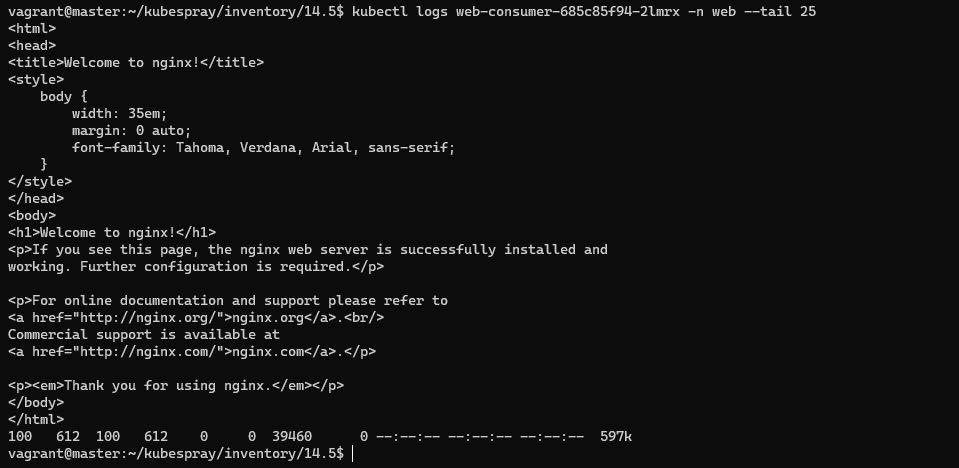 vagrant@master:~/kubespray/inventory/14.5$ kubectl logs web-consumer-685c85f94-2lmrx -n web --tail 25
<html>
<head>
<title>Welcome to nginx!</title>
<style>
    body {
        width: 35em;
        margin: 0 auto;
        font-family: Tahoma, Verdana, Arial, sans-serif;
    }
</style>
</head>
<body>
<h1>Welcome to nginx!</h1>
<p>If you see this page, the nginx web server is successfully installed and
working. Further configuration is required.</p>

<p>For online documentation and support please refer to
<a href="http://nginx.org/">nginx.org</a>.<br/>
Commercial support is available at
<a href="http://nginx.com/">nginx.com</a>.</p>

<p><em>Thank you for using nginx.</em></p>
</body>
</html>
100   612  100   612    0     0  39460      0 --:--:-- --:--:-- --:--:--  597k
vagrant@master:~/kubespray/inventory/14.5$